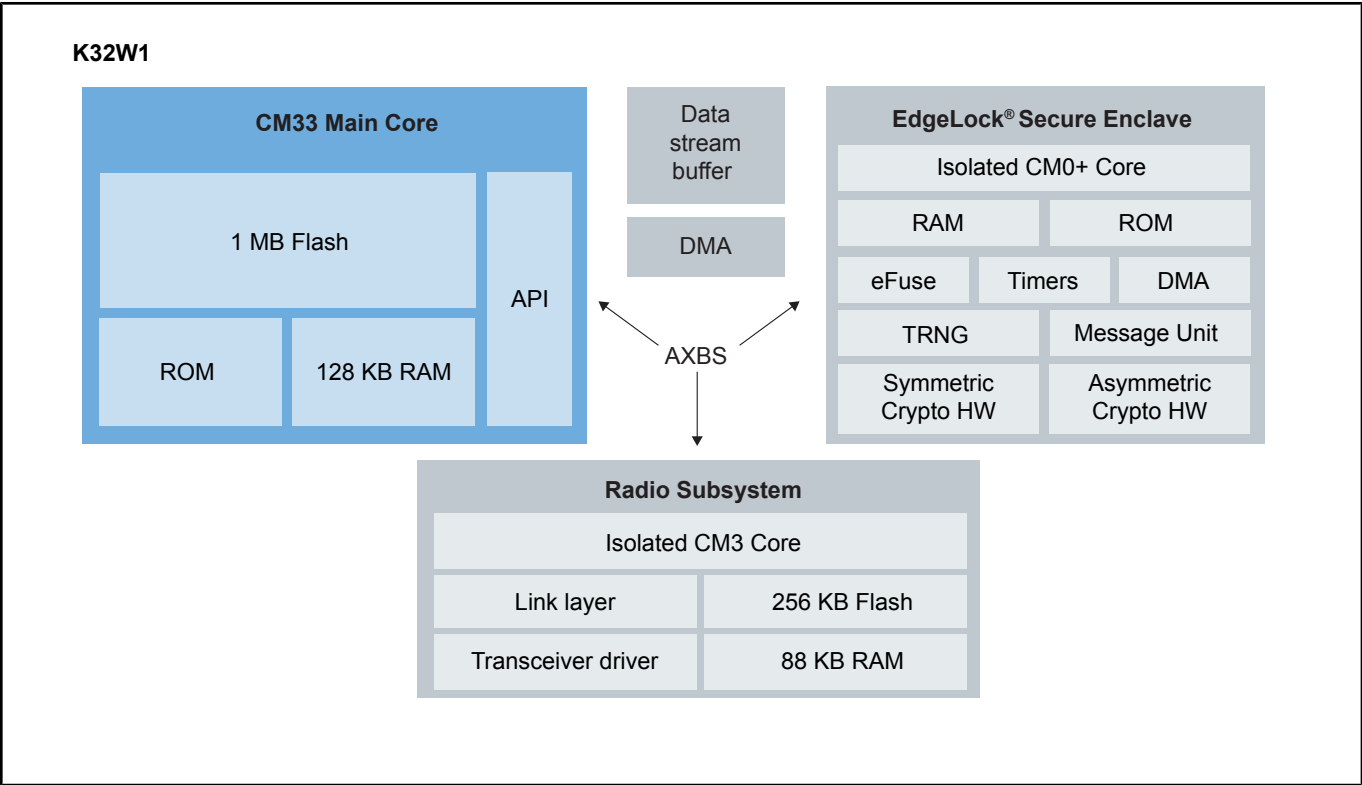 K32W1
CM33 Main Core
1 MB Flash
API
ROM
128 KB RAM
Data
stream
buffer
DMA
AXBS
EdgeLock® Secure Enclave
Isolated CM0+ Core
RAM
ROM
eFuse
Timers
DMA
TRNG
Message Unit
Symmetric
Crypto HW
Asymmetric
Crypto HW
Radio Subsystem
Isolated CM3 Core
Link layer
256 KB Flash
Transceiver driver
88 KB RAM